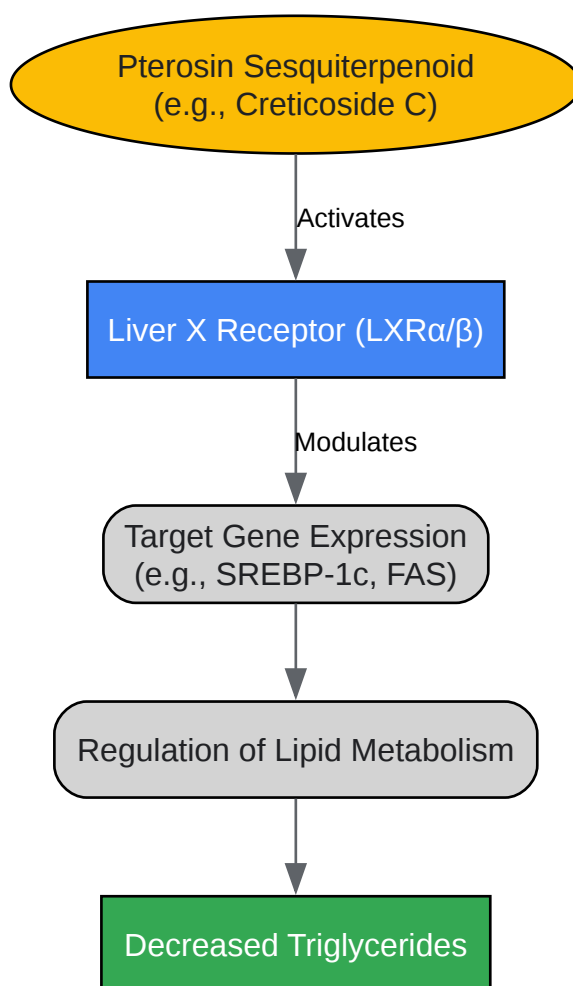 Pterosin Sesquiterpenoid
(e.g., Creticoside C)
Activates
Liver X Receptor (LXRα/β)
Modulates
Target Gene Expression
(e.g., SREBP-1c, FAS)
Regulation of Lipid Metabolism
Decreased Triglycerides